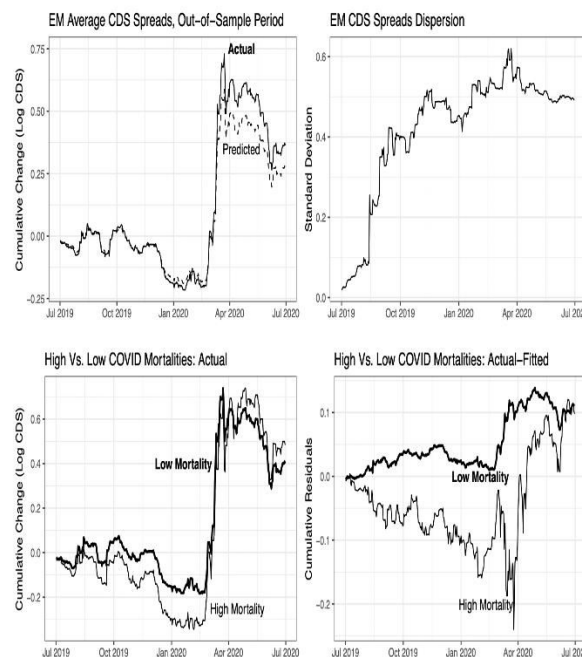 EM Average CDS Spreads, Out-of-Sample Period
Cumulative Change (Log CDS)
0.75
0.50
0.25
0.00
-0.25
Actual
Predicted
Jul 2019
Oct 2019
Jan 2020
Apr 2020
Jul 2020
EM CDS Spreads Dispersion
Standard Deviation
0.6
0.4
0.2
0.0
Jul 2019
Oct 2019
Jan 2020
Apr 2020
Jul 202
High Vs. Low COVID Mortalities: Actual
Cumulative Change (Log CDS)
0.6
0.4
0.2
0.0
-0.2
Low Mortality
High Mortality
Jul 2019
Oct 2019
Jan 2020
Apr 2020
Jul 2020
High Vs. Low COVID Mortalities: Actual-Fitted
Cumulative Residuals
0.1
0.0
-0.1
-0.2
Low Mortality
High Mortality
Jul 2019
Oct 2019
Jan 2020
Apr 2020
Jul 202